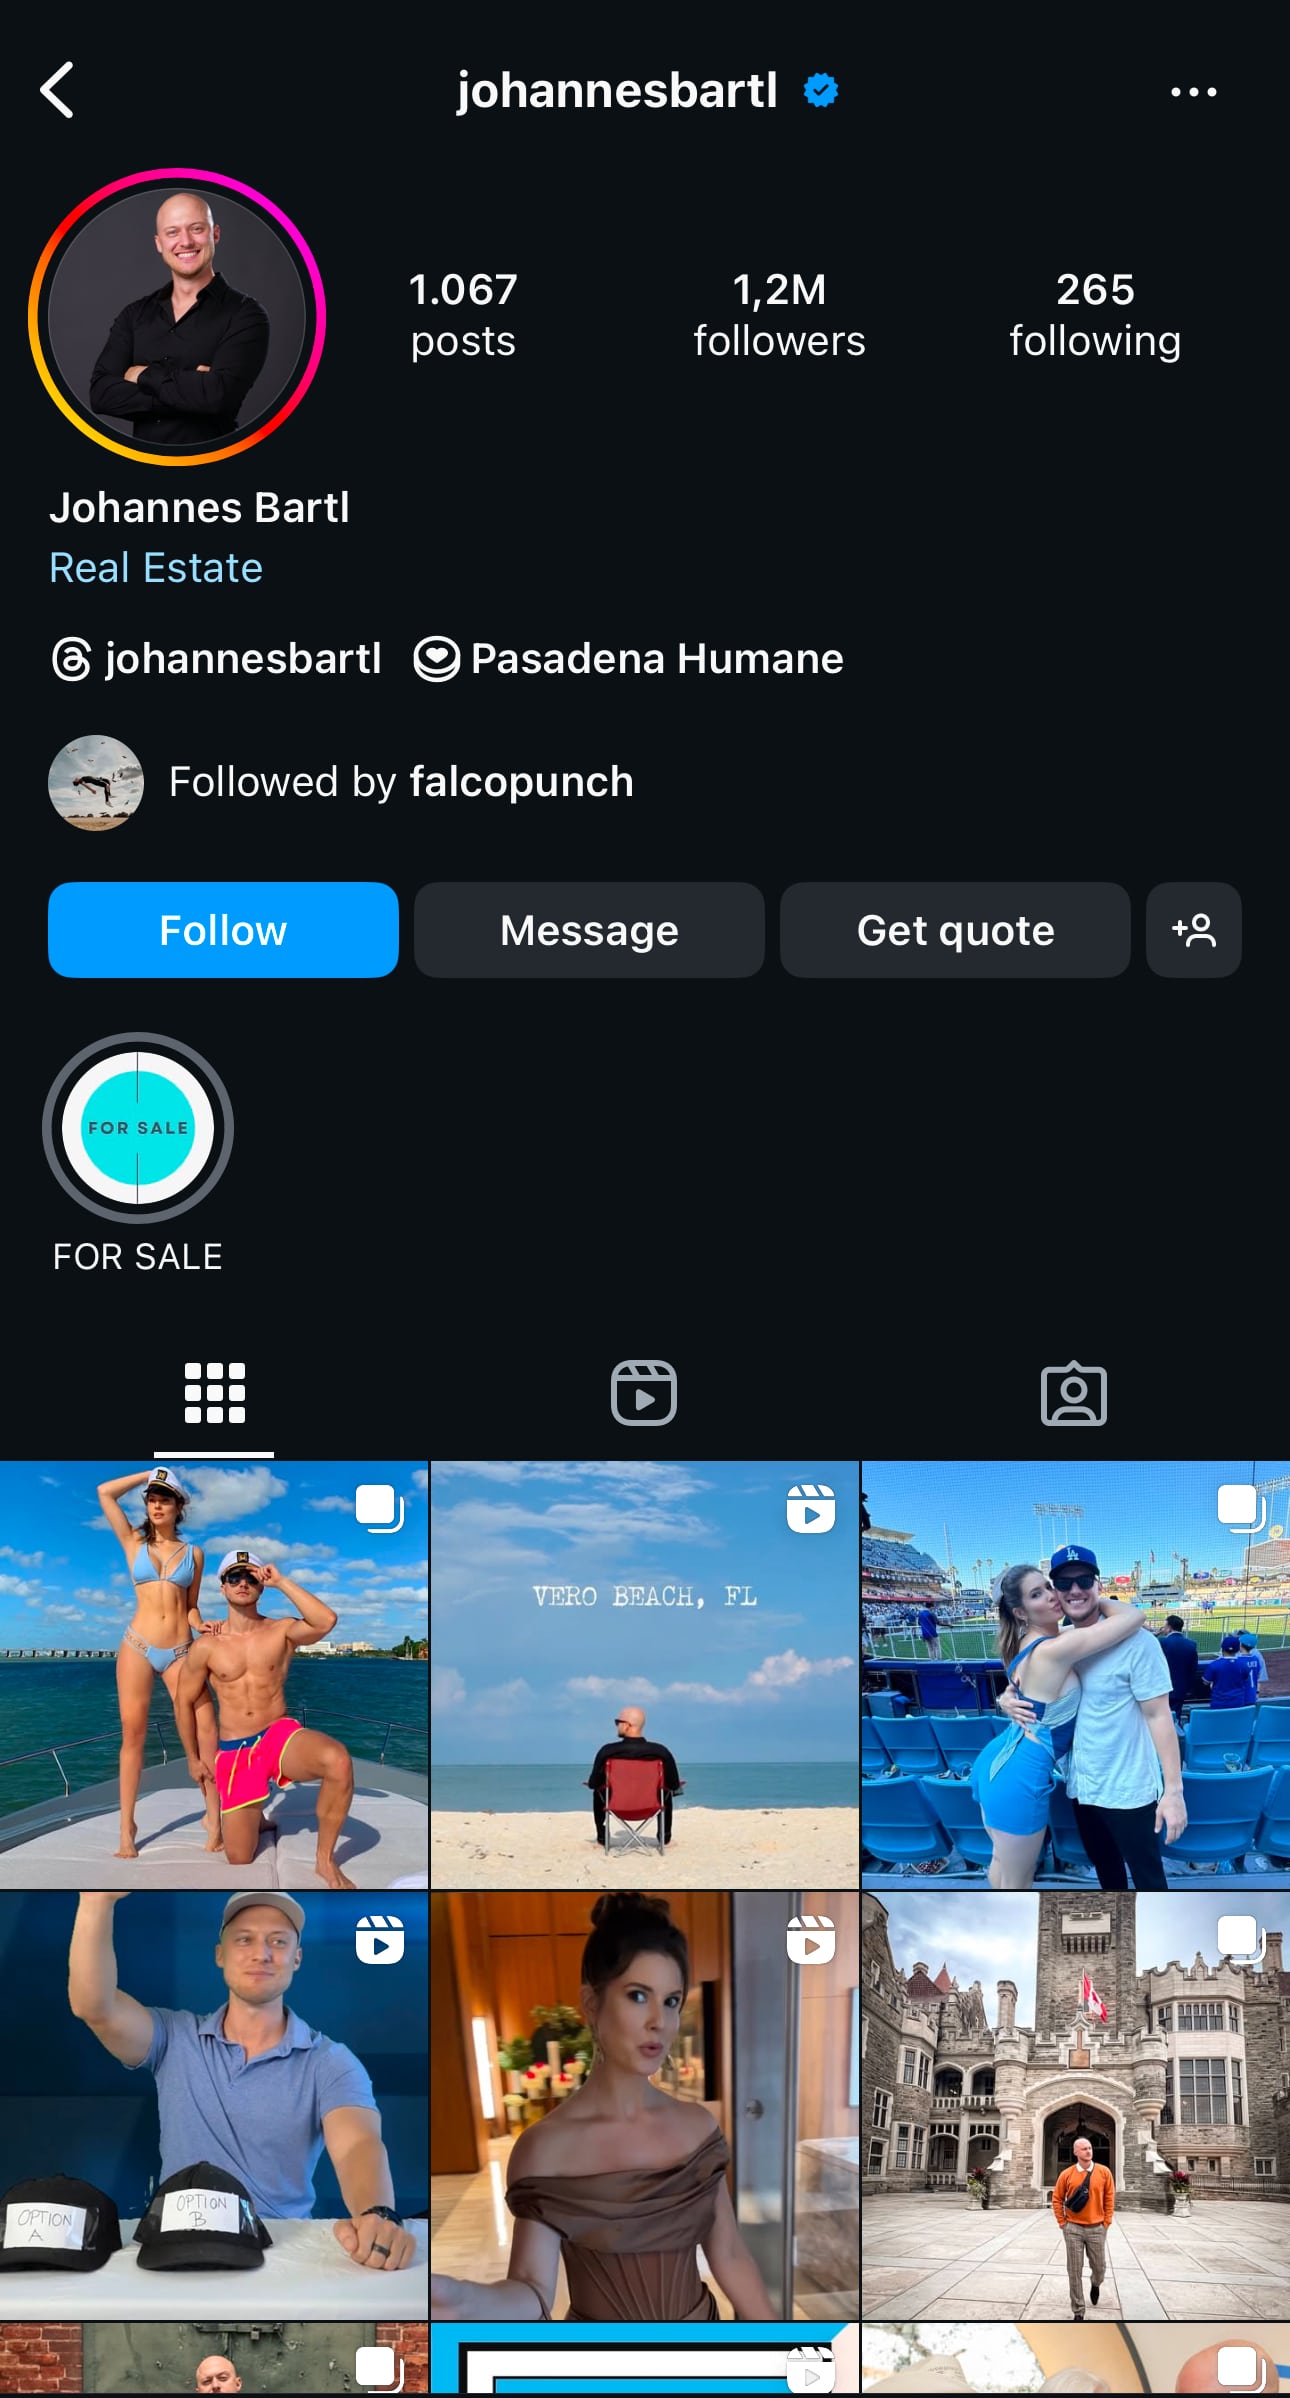 johannesbartl
1.067
posts
1,2M
followers
265
following
Johannes Bartl
Real Estate
johannesbartl
Pasadena Humane
Followed by falcopunch
Follow
Message
Get quote
FOR SALE
FOR SALE
VERO BEACH, FL
LA
OPTION
A
OPTION
B